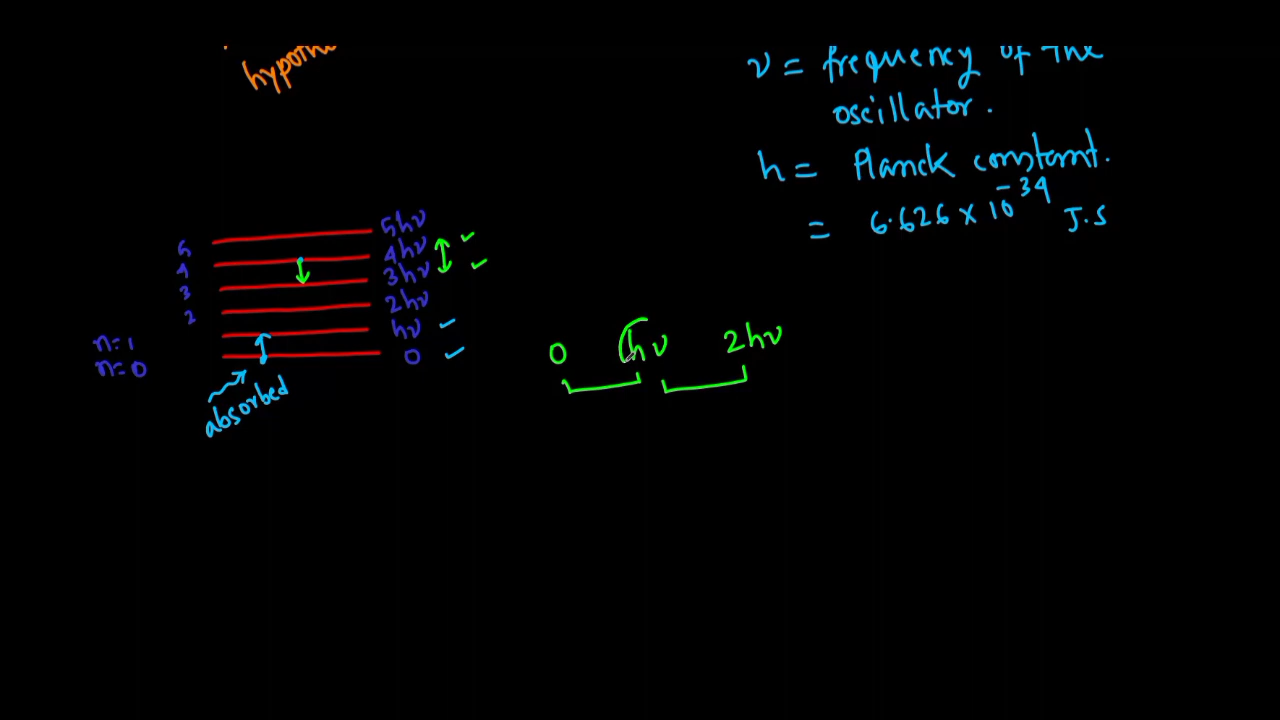 hypothe
ν = frequency of the
oscillator.
h = Planck constant.
= 6.626 × 10⁻³⁴ J.s
5 5hν
4 4hν
3 3hν
2 2hν
n=1 hν
n=0 0
absorbed
0 hν 2hν